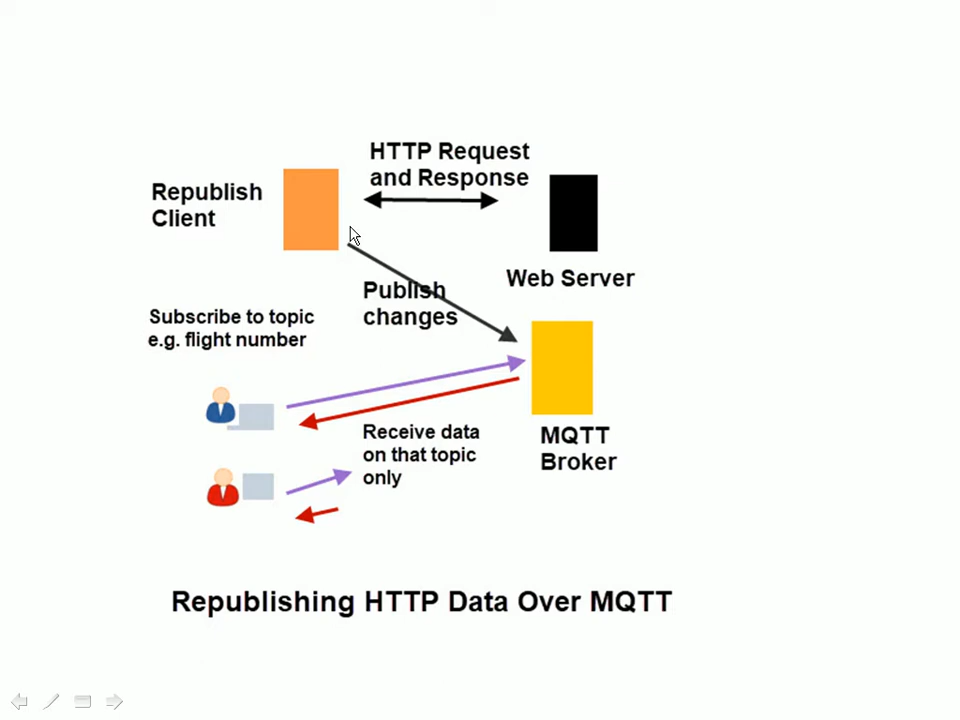 HTTP Request
and Response
Republish
Client
Web Server
Publish
changes
Subscribe to topic
e.g. flight number
Receive data
on that topic
only
MQTT
Broker
Republishing HTTP Data Over MQTT